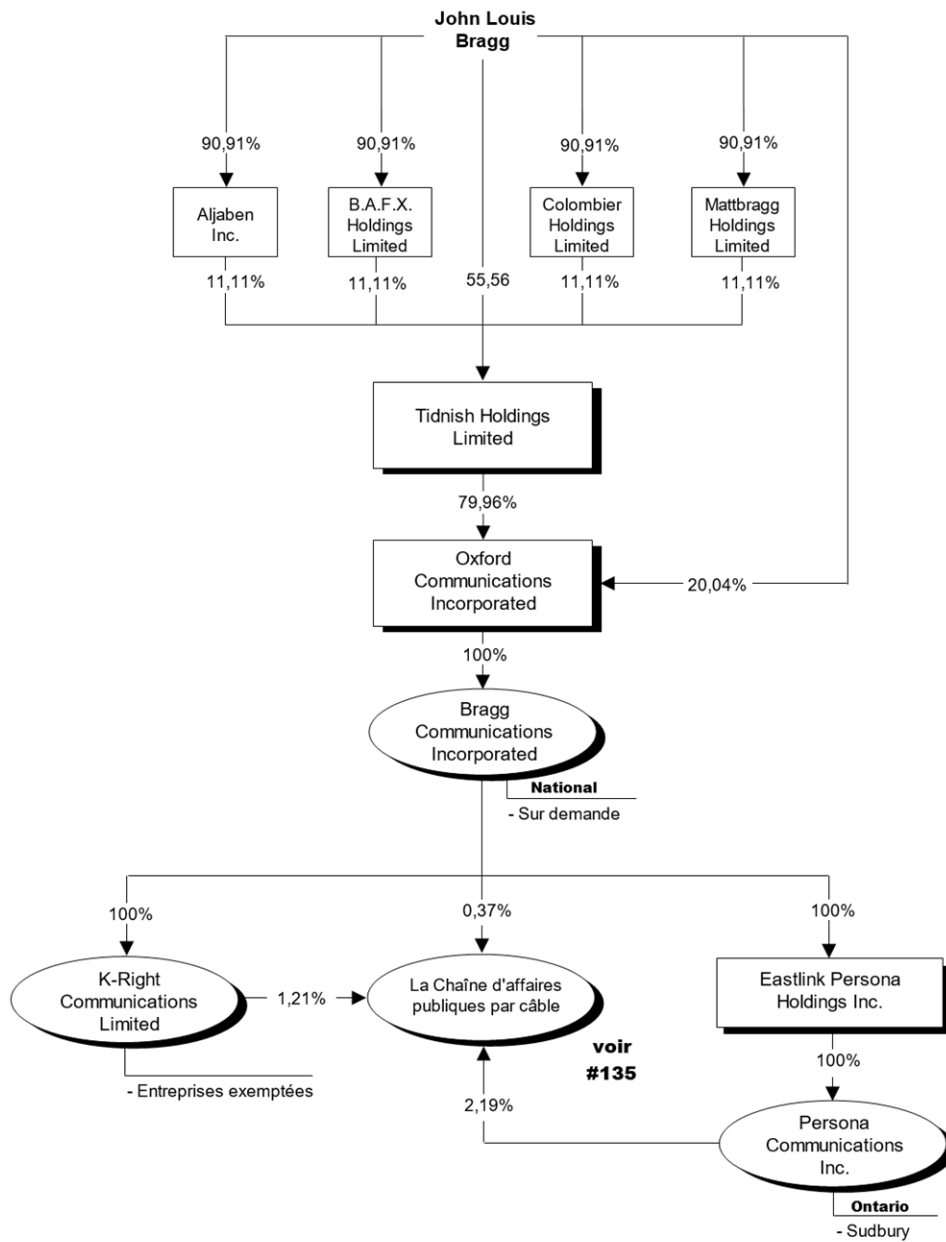 John Louis
Bragg
90,91%
90,91%
90,91%
90,91%
Aljaben
Inc.
B.A.F.X.
Holdings
Limited
Colombier
Holdings
Limited
Mattbragg
Holdings
Limited
11,11%
11,11%
55,56
11,11%
11,11%
Tidnish Holdings
Limited
79,96%
Oxford
Communications
Incorporated
20,04%
100%
Bragg
Communications
Incorporated
National
- Sur demande
100%
0,37%
100%
K-Right
Communications
Limited
1,21%
La Chaîne d'affaires
publiques par câble
Eastlink Persona
Holdings Inc.
voir
#135
- Entreprises exemptées
100%
2,19%
Persona
Communications
Inc.
Ontario
- Sudbury